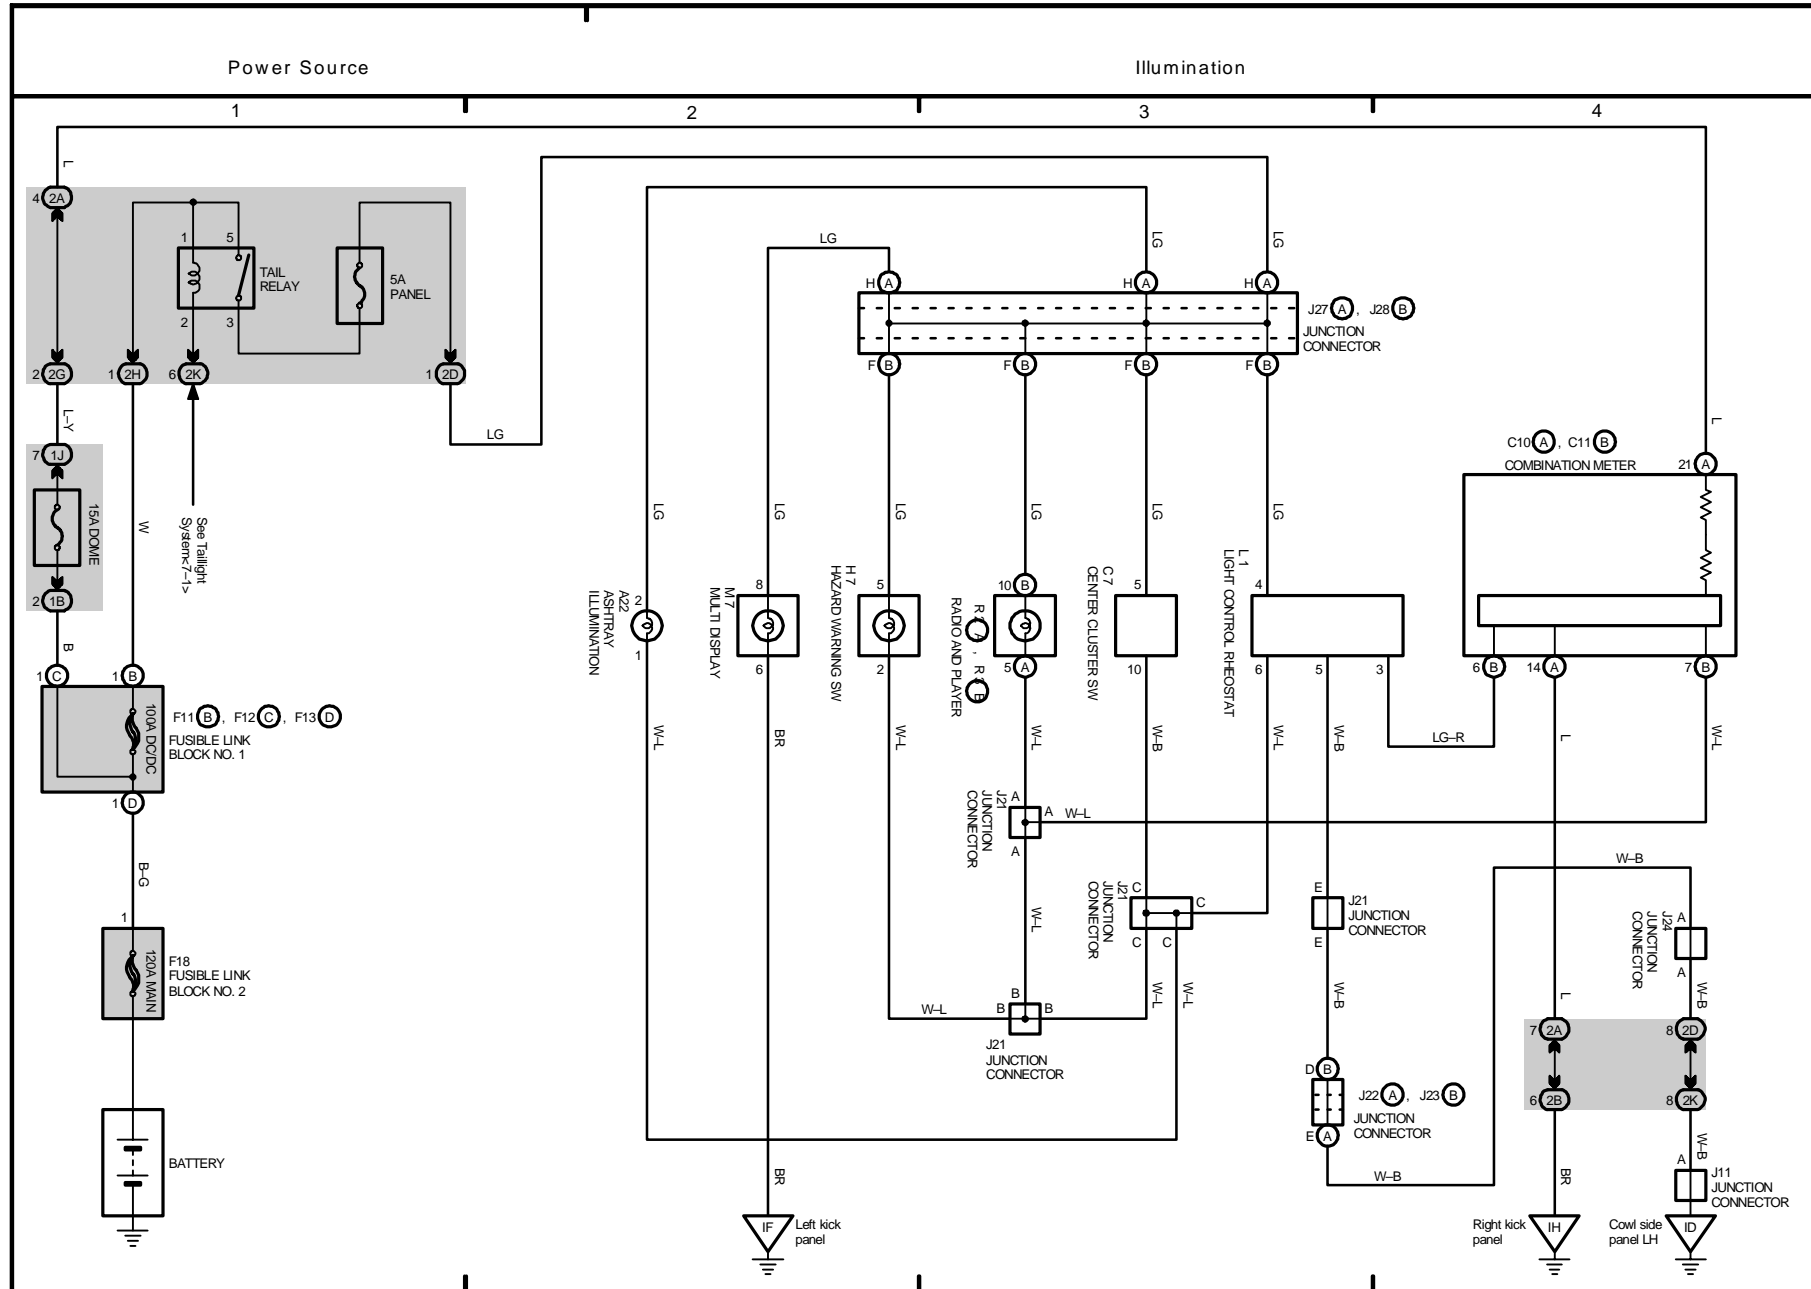 Power Source
Illumination
1
2
3
4
L
4 2A
1
5
TAIL
RELAY
5A
PANEL
2
3
2 2G
1 2H
6 2K
1 2D
L–Y
LG
7 1J
15A DOME
W
See Taillight
System<7–1>
2 1B
B
1 C
1 B
100A DC/DC
F11 B , F12 C , F13 D
FUSIBLE LINK
BLOCK NO. 1
1 D
B–G
1
120A MAIN
F18
FUSIBLE LINK
BLOCK NO. 2
BATTERY
LG
LG
LG
H A
H A
H A
J27 A , J28 B
JUNCTION
CONNECTOR
F B
F B
F B
F B
LG
LG
LG
LG
LG
LG
L
C10 A , C11 B
COMBINATION METER
21 A
A22
ASHTRAY
ILLUMINATION
2
1
M 7
MULTI DISPLAY
8
6
H 7
HAZARD WARNING SW
5
2
R 2 A , R 3 B
RADIO AND PLAYER
10 B
5 A
C 7
CENTER CLUSTER SW
5
10
L 1
LIGHT CONTROL RHEOSTAT
4
6
5
3
6 B
14 A
7 B
W–L
BR
W–L
W–L
W–B
W–L
W–B
LG–R
L
W–L
J21
JUNCTION
CONNECTOR
A
A
W–L
A
W–L
J21
JUNCTION
CONNECTOR
C
C
C
C
W–L
W–L
E
J21
JUNCTION
CONNECTOR
E
W–B
W–B
J24
JUNCTION
CONNECTOR
A
A
W–B
L
W–L
B
B
B
J21
JUNCTION
CONNECTOR
D B
J22 A , J23 B
JUNCTION
CONNECTOR
E A
W–B
7 2A
8 2D
6 2B
8 2K
BR
BR
W–B
A
J11
JUNCTION
CONNECTOR
IF
Left kick
panel
Right kick
panel
IH
Cowl side
panel LH
ID